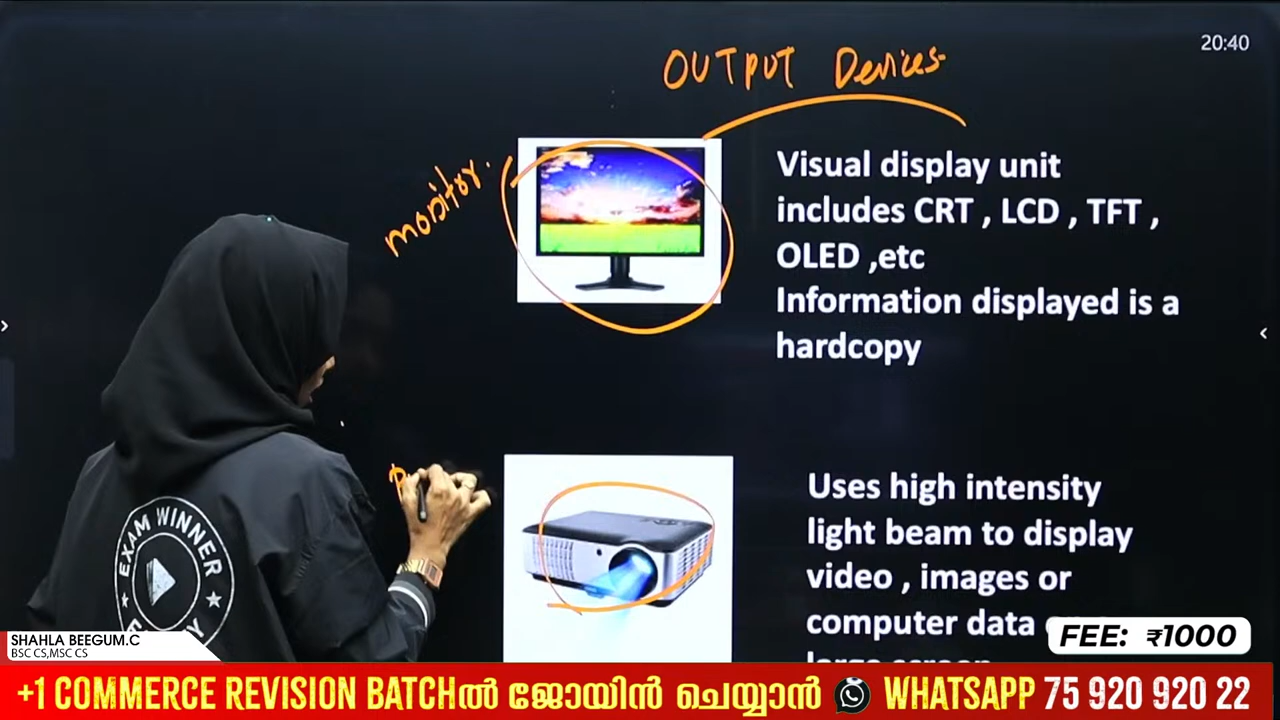 20:40
OUTPUT Devices
monitor.
Visual display unit
includes CRT , LCD , TFT ,
OLED ,etc
Information displayed is a
hardcopy
Uses high intensity
light beam to display
video , images or
computer data
large screen
EXAM WINNER
FEE: ₹1000
SHAHLA BEEGUM.C
BSC CS,MSC CS
+1 COMMERCE REVISION BATCHൽ ജോയിൻ ചെയ്യാൻ WHATSAPP 75 920 920 22